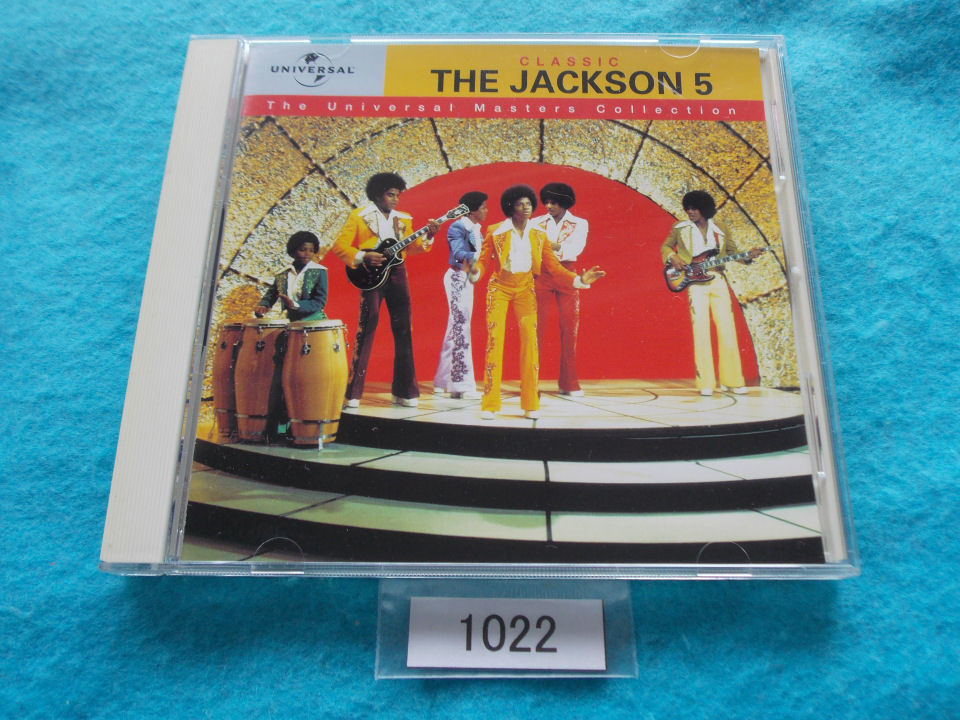 UNIVERSAL
CLASSIC
THE JACKSON 5
The Universal Masters Collection
1022